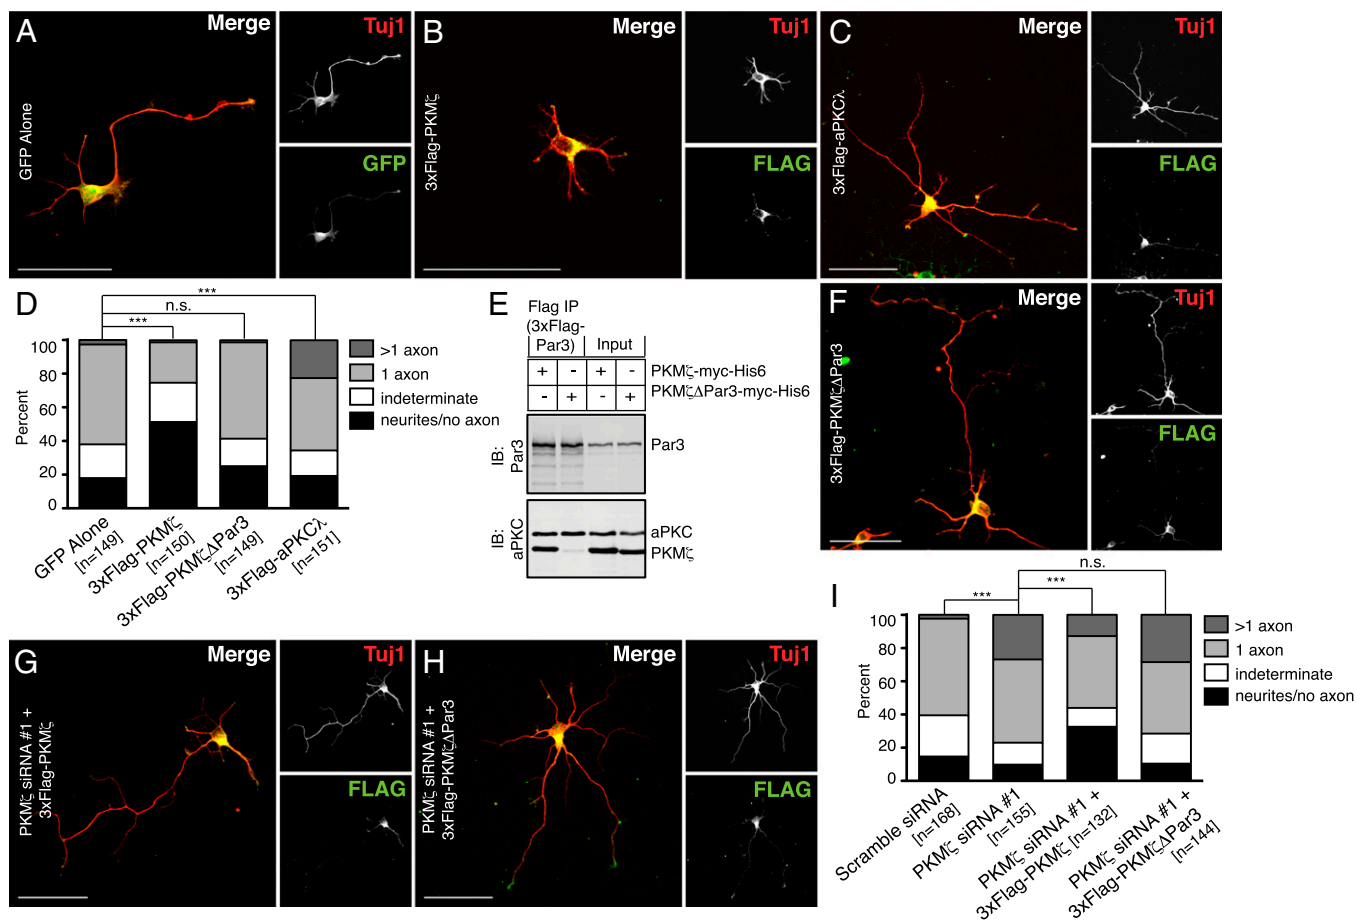 A
Merge
Tuj1
GFP Alone
GFP
B
Merge
Tuj1
3xFlag-PKMζ
FLAG
C
Merge
Tuj1
3xFlag-aPKCλ
FLAG
D
***
n.s.
***
Percent
100
80
60
40
20
0
>1 axon
1 axon
indeterminate
neurites/no axon
GFP Alone
[n=149]
3xFlag-PKMζ
[n=150]
3xFlag-PKMζΔPar3
[n=149]
3xFlag-aPKCλ
[n=151]
E
Flag IP
(3xFlag-
Par3)
Input
+ - + - PKMζ-myc-His6
- + - + PKMζΔPar3-myc-His6
IB:
Par3
Par3
IB:
aPKC
aPKC
PKMζ
F
Merge
Tuj1
3xFlag-PKMζΔPar3
FLAG
G
Merge
Tuj1
PKMζ siRNA #1 +
3xFlag-PKMζ
FLAG
H
Merge
Tuj1
PKMζ siRNA #1 +
3xFlag-PKMζΔPar3
FLAG
I
n.s.
***
***
Percent
100
80
60
40
20
0
>1 axon
1 axon
indeterminate
neurites/no axon
Scramble siRNA
[n=168]
PKMζ siRNA #1
[n=155]
PKMζ siRNA #1 +
3xFlag-PKMζ [n=132]
PKMζ siRNA #1 +
3xFlag-PKMζΔPar3
[n=144]